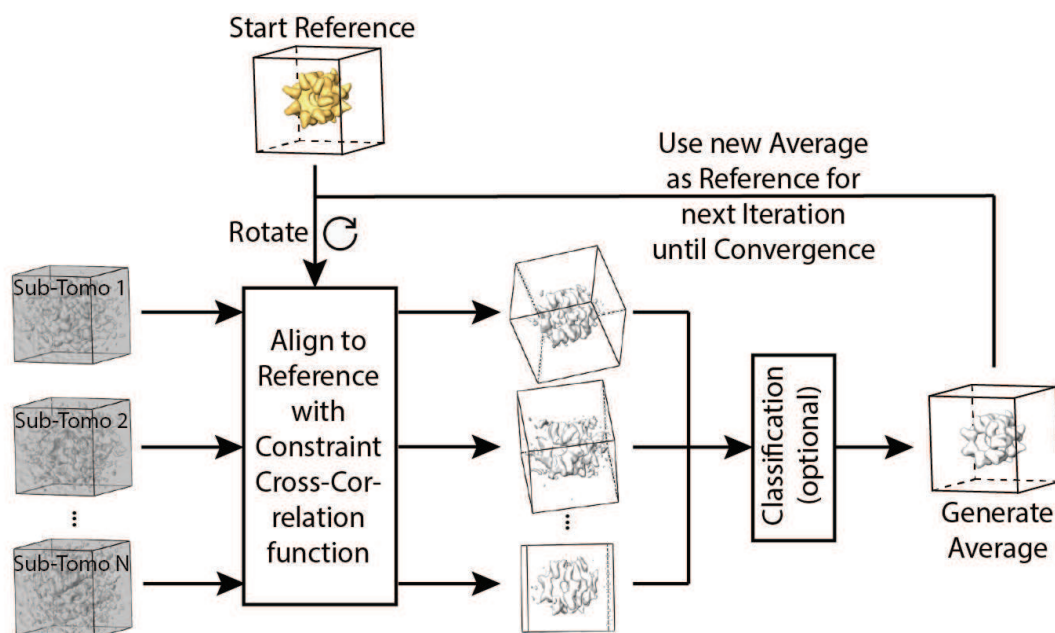 Start Reference
Use new Average
as Reference for
next Iteration
until Convergence
Rotate
Sub-Tomo 1
Sub-Tomo 2
...
Sub-Tomo N
Align to
Reference
with
Constraint
Cross-Cor-
relation
function
...
Classification
(optional)
Generate
Average